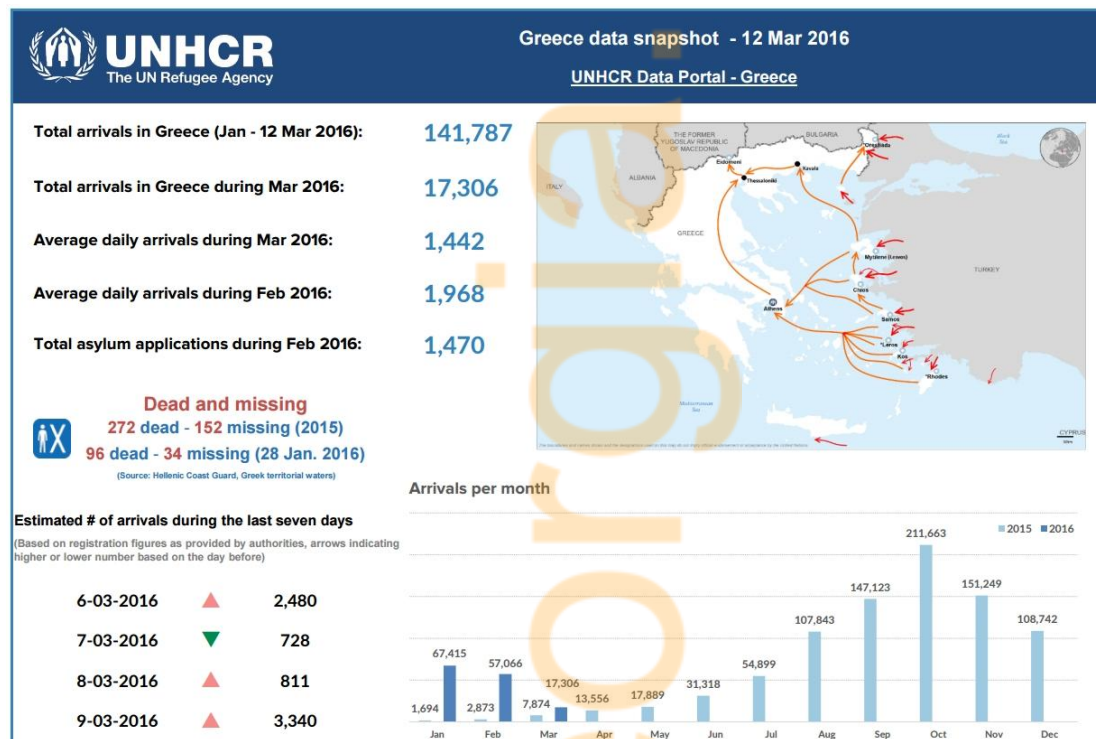 UNHCR
The UN Refugee Agency
Greece data snapshot - 12 Mar 2016
UNHCR Data Portal - Greece
Total arrivals in Greece (Jan - 12 Mar 2016): 141,787
Total arrivals in Greece during Mar 2016: 17,306
Average daily arrivals during Mar 2016: 1,442
Average daily arrivals during Feb 2016: 1,968
Total asylum applications during Feb 2016: 1,470
THE FORMER
YUGOSLAV REPUBLIC
OF MACEDONIA
BULGARIA
Orestiada
Black
Sea
Eidomeni
Kavala
Thessaloniki
ALBANIA
ITALY
GREECE
Mytilene (Lesvos)
TURKEY
Chios
Athens
Samos
*Leros
Kos
*Rhodes
Mediterranean
Sea
CYPRUS
Dead and missing
272 dead - 152 missing (2015)
96 dead - 34 missing (28 Jan. 2016)
(Source: Hellenic Coast Guard, Greek territorial waters)
Estimated # of arrivals during the last seven days
(Based on registration figures as provided by authorities, arrows indicating
higher or lower number based on the day before)
6-03-2016 2,480
7-03-2016 728
8-03-2016 811
9-03-2016 3,340
Arrivals per month
2015 2016
211,663
147,123
151,249
107,843
108,742
67,415
57,066
54,899
31,318
17,306
1,694
2,873
7,874
13,556
17,889
Jan Feb Mar Apr May Jun Jul Aug Sep Oct Nov Dec